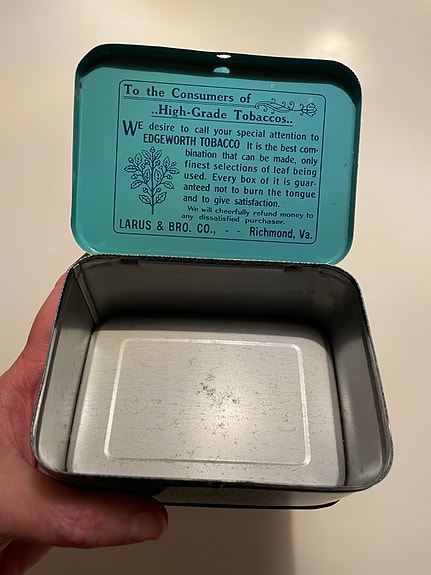 To the Consumers of
..High-Grade Tobaccos..
WE desire to call your special attention to
EDGEWORTH TOBACCO It is the best com-
bination that can be made, only
finest selections of leaf being
used. Every box of it is guar-
anteed not to burn the tongue
and to give satisfaction.
We will cheerfully refund money to
any dissatisfied purchaser.
LARUS & BRO. CO., - - Richmond, Va.